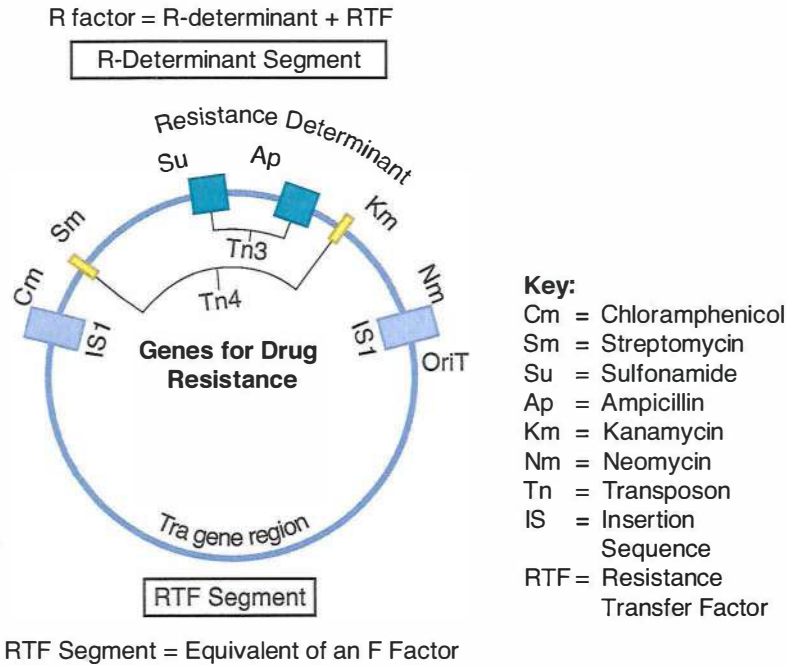 R factor = R-determinant + RTF
R-Determinant Segment
Resistance Determinant
Su
Ap
Sm
Km
Tn3
Cm
Nm
Tn4
IS1
IS1
Genes for Drug
Resistance
OriT
Tra gene region
RTF Segment
RTF Segment = Equivalent of an F Factor
Key:
Cm = Chloramphenicol
Sm = Streptomycin
Su = Sulfonamide
Ap = Ampicillin
Km = Kanamycin
Nm = Neomycin
Tn = Transposon
IS = Insertion
Sequence
RTF = Resistance
Transfer Factor